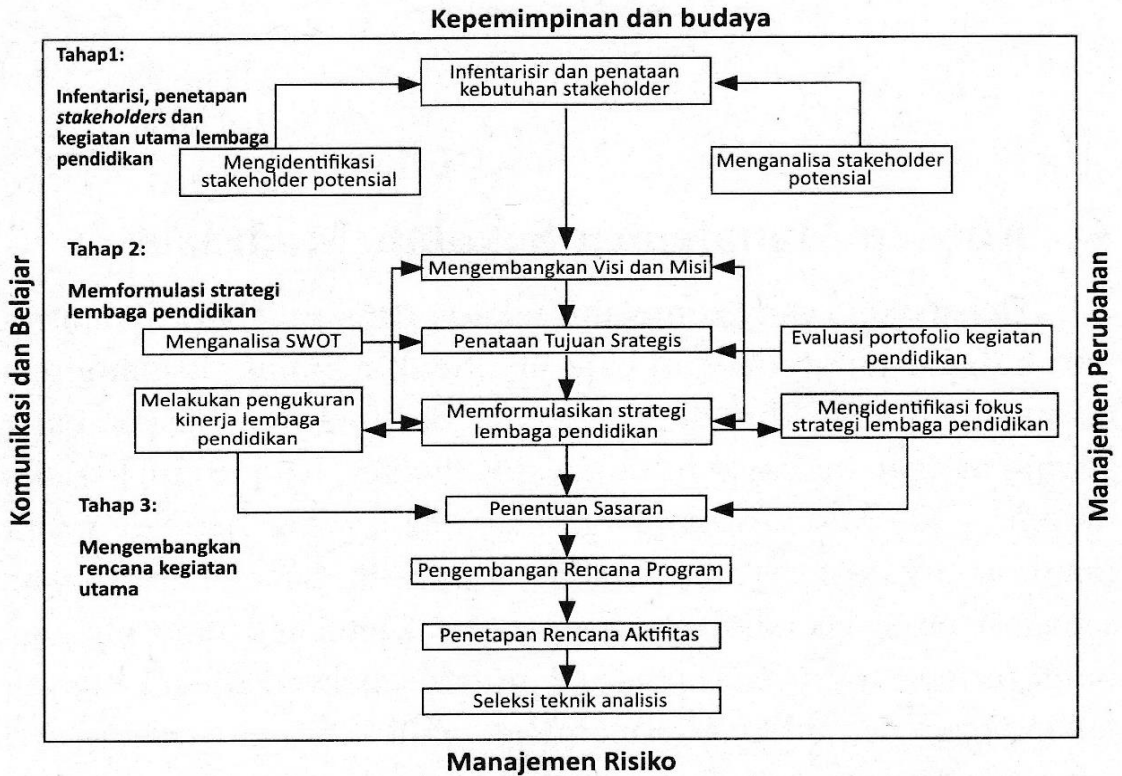 Kepemimpinan dan budaya
Tahap1:
Infentarisi, penetapan
stakeholders dan
kegiatan utama lembaga
pendidikan
Infentarisir dan penataan
kebutuhan stakeholder
Mengidentifikasi
stakeholder potensial
Menganalisa stakeholder
potensial
Tahap 2:
Memformulasi strategi
lembaga pendidikan
Mengembangkan Visi dan Misi
Menganalisa SWOT
Penataan Tujuan Srategis
Evaluasi portofolio kegiatan
pendidikan
Melakukan pengukuran
kinerja lembaga
pendidikan
Memformulasikan strategi
lembaga pendidikan
Mengidentifikasi fokus
strategi lembaga pendidikan
Tahap 3:
Mengembangkan
rencana kegiatan
utama
Penentuan Sasaran
Pengembangan Rencana Program
Penetapan Rencana Aktifitas
Seleksi teknik analisis
Komunikasi dan Belajar
Manajemen Perubahan
Manajemen Risiko